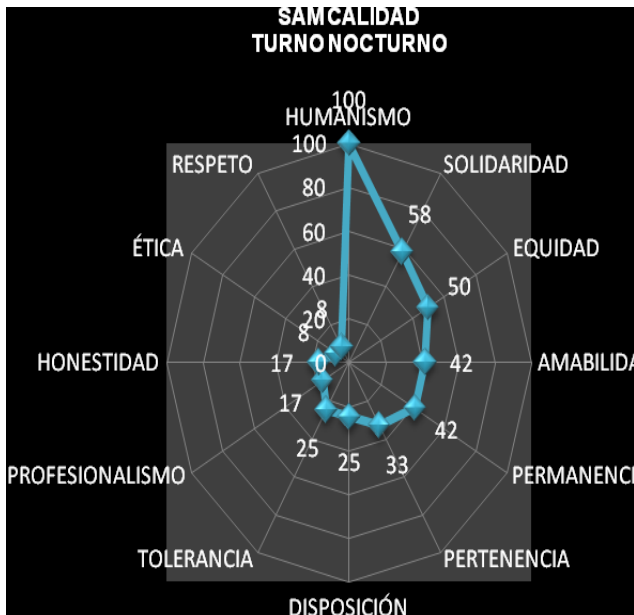 SAM CALIDAD
TURNO NOCTURNO
100
HUMANISMO
100
RESPETO
SOLIDARIDAD
80
58
60
ÉTICA
EQUIDAD
50
40
8
20
8
HONESTIDAD
17
0
42
AMABILIDA
17
42
PROFESIONALISMO
25
25
33
PERMANENCI
TOLERANCIA
PERTENENCIA
DISPOSICIÓN